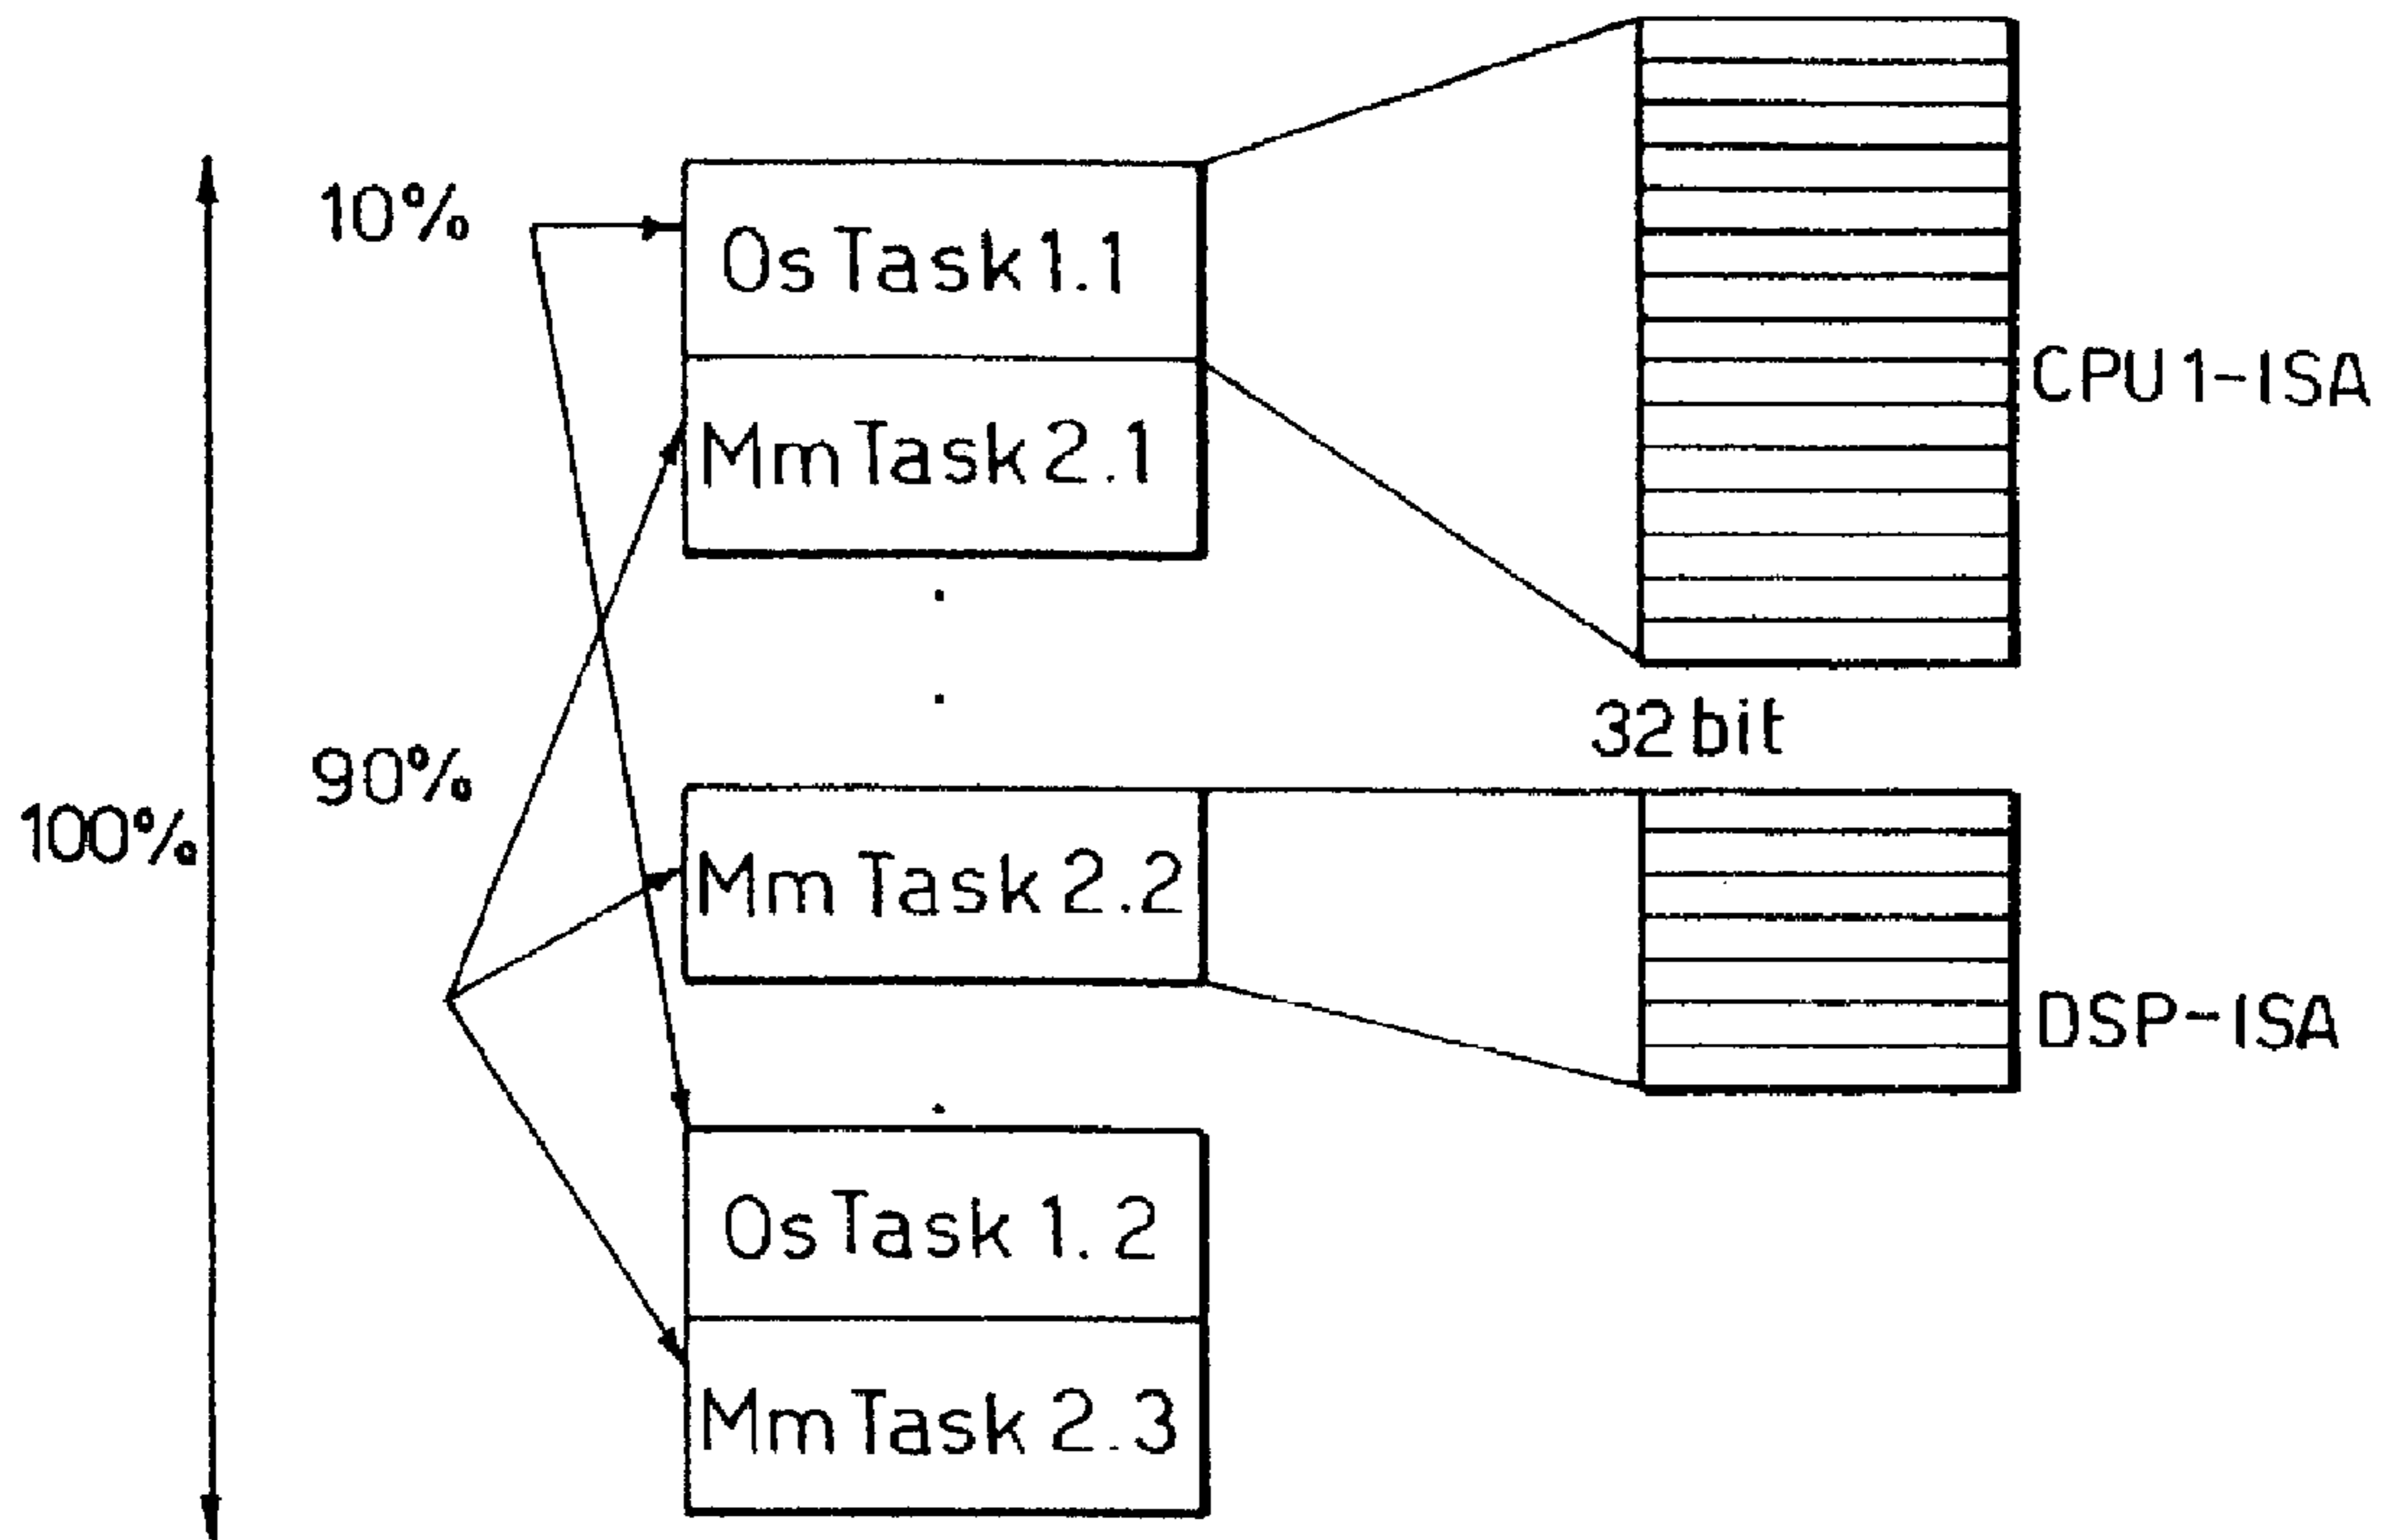 10%
OsTask1.1
CPU1-ISA
MmTask2.1
32bit
90%
100%
MmTask2.2
DSP-ISA
OsTask1.2
MmTask2.3